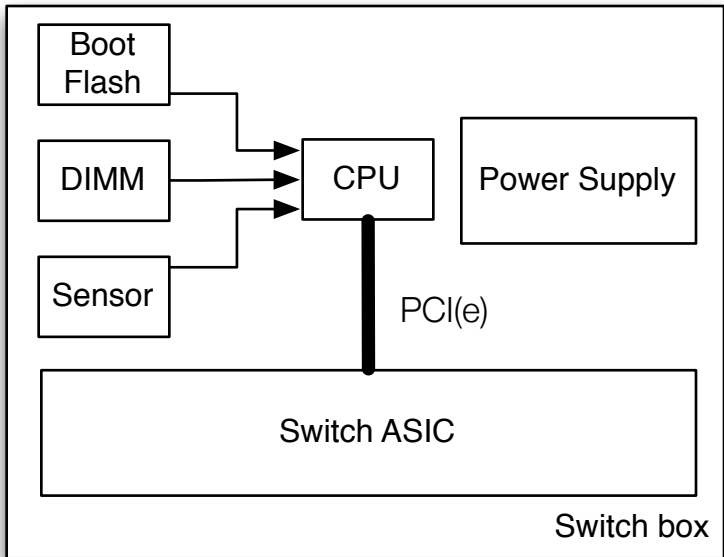 Boot
Flash
DIMM
CPU
Power Supply
Sensor
PCI(e)
Switch ASIC
Switch box